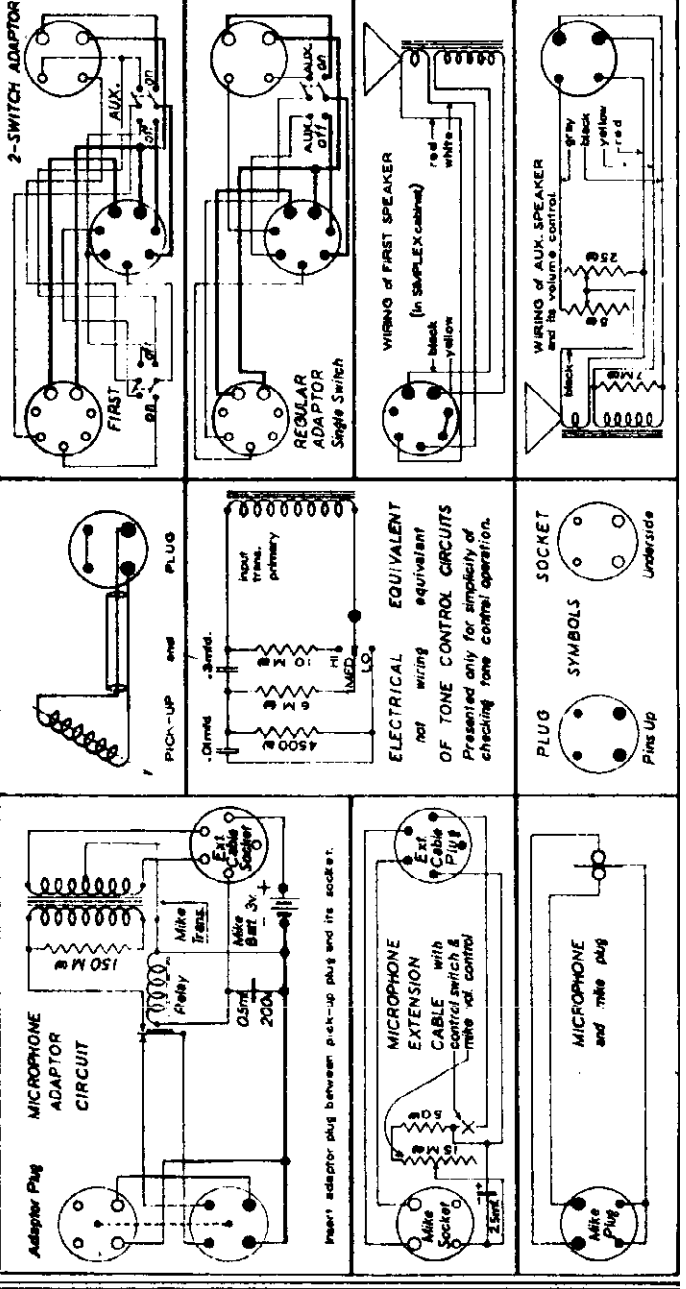 Adaptor Plug
MICROPHONE
ADAPTOR
CIRCUIT
150 M ω
Mike
Trans.
Relay
Ext.
Cable
Socket
Mike
Batt. 3v.
+
-
200ω
Insert adaptor plug between pick-up plug and its socket.
MICROPHONE
EXTENSION
CABLE with
control switch &
mike vol. control
Mike
Socket
Ext.
Cable
Plug
15 M ω
MICROPHONE
and mike plug
Mike
Plug
PICK-UP and PLUG
.01mfd.
.3mfd.
4500 ω
6 M ω
10 M ω
HI
MED
LO
input
trans.
primary
ELECTRICAL EQUIVALENT
not wiring equivalent
OF TONE CONTROL CIRCUITS
Presented only for simplicity of
checking tone control operation.
PLUG
SOCKET
SYMBOLS
Pins Up
Underside
2-SWITCH ADAPTOR
FIRST
on
off
AUX.
on
off
REGULAR
ADAPTOR
Single Switch
AUX.
off
AUX.
on
WIRING of FIRST SPEAKER
(In SIMPLEX cabinet)
black
yellow
red
white
WIRING of AUX. SPEAKER
and its volume control.
black
gray
black
yellow
red